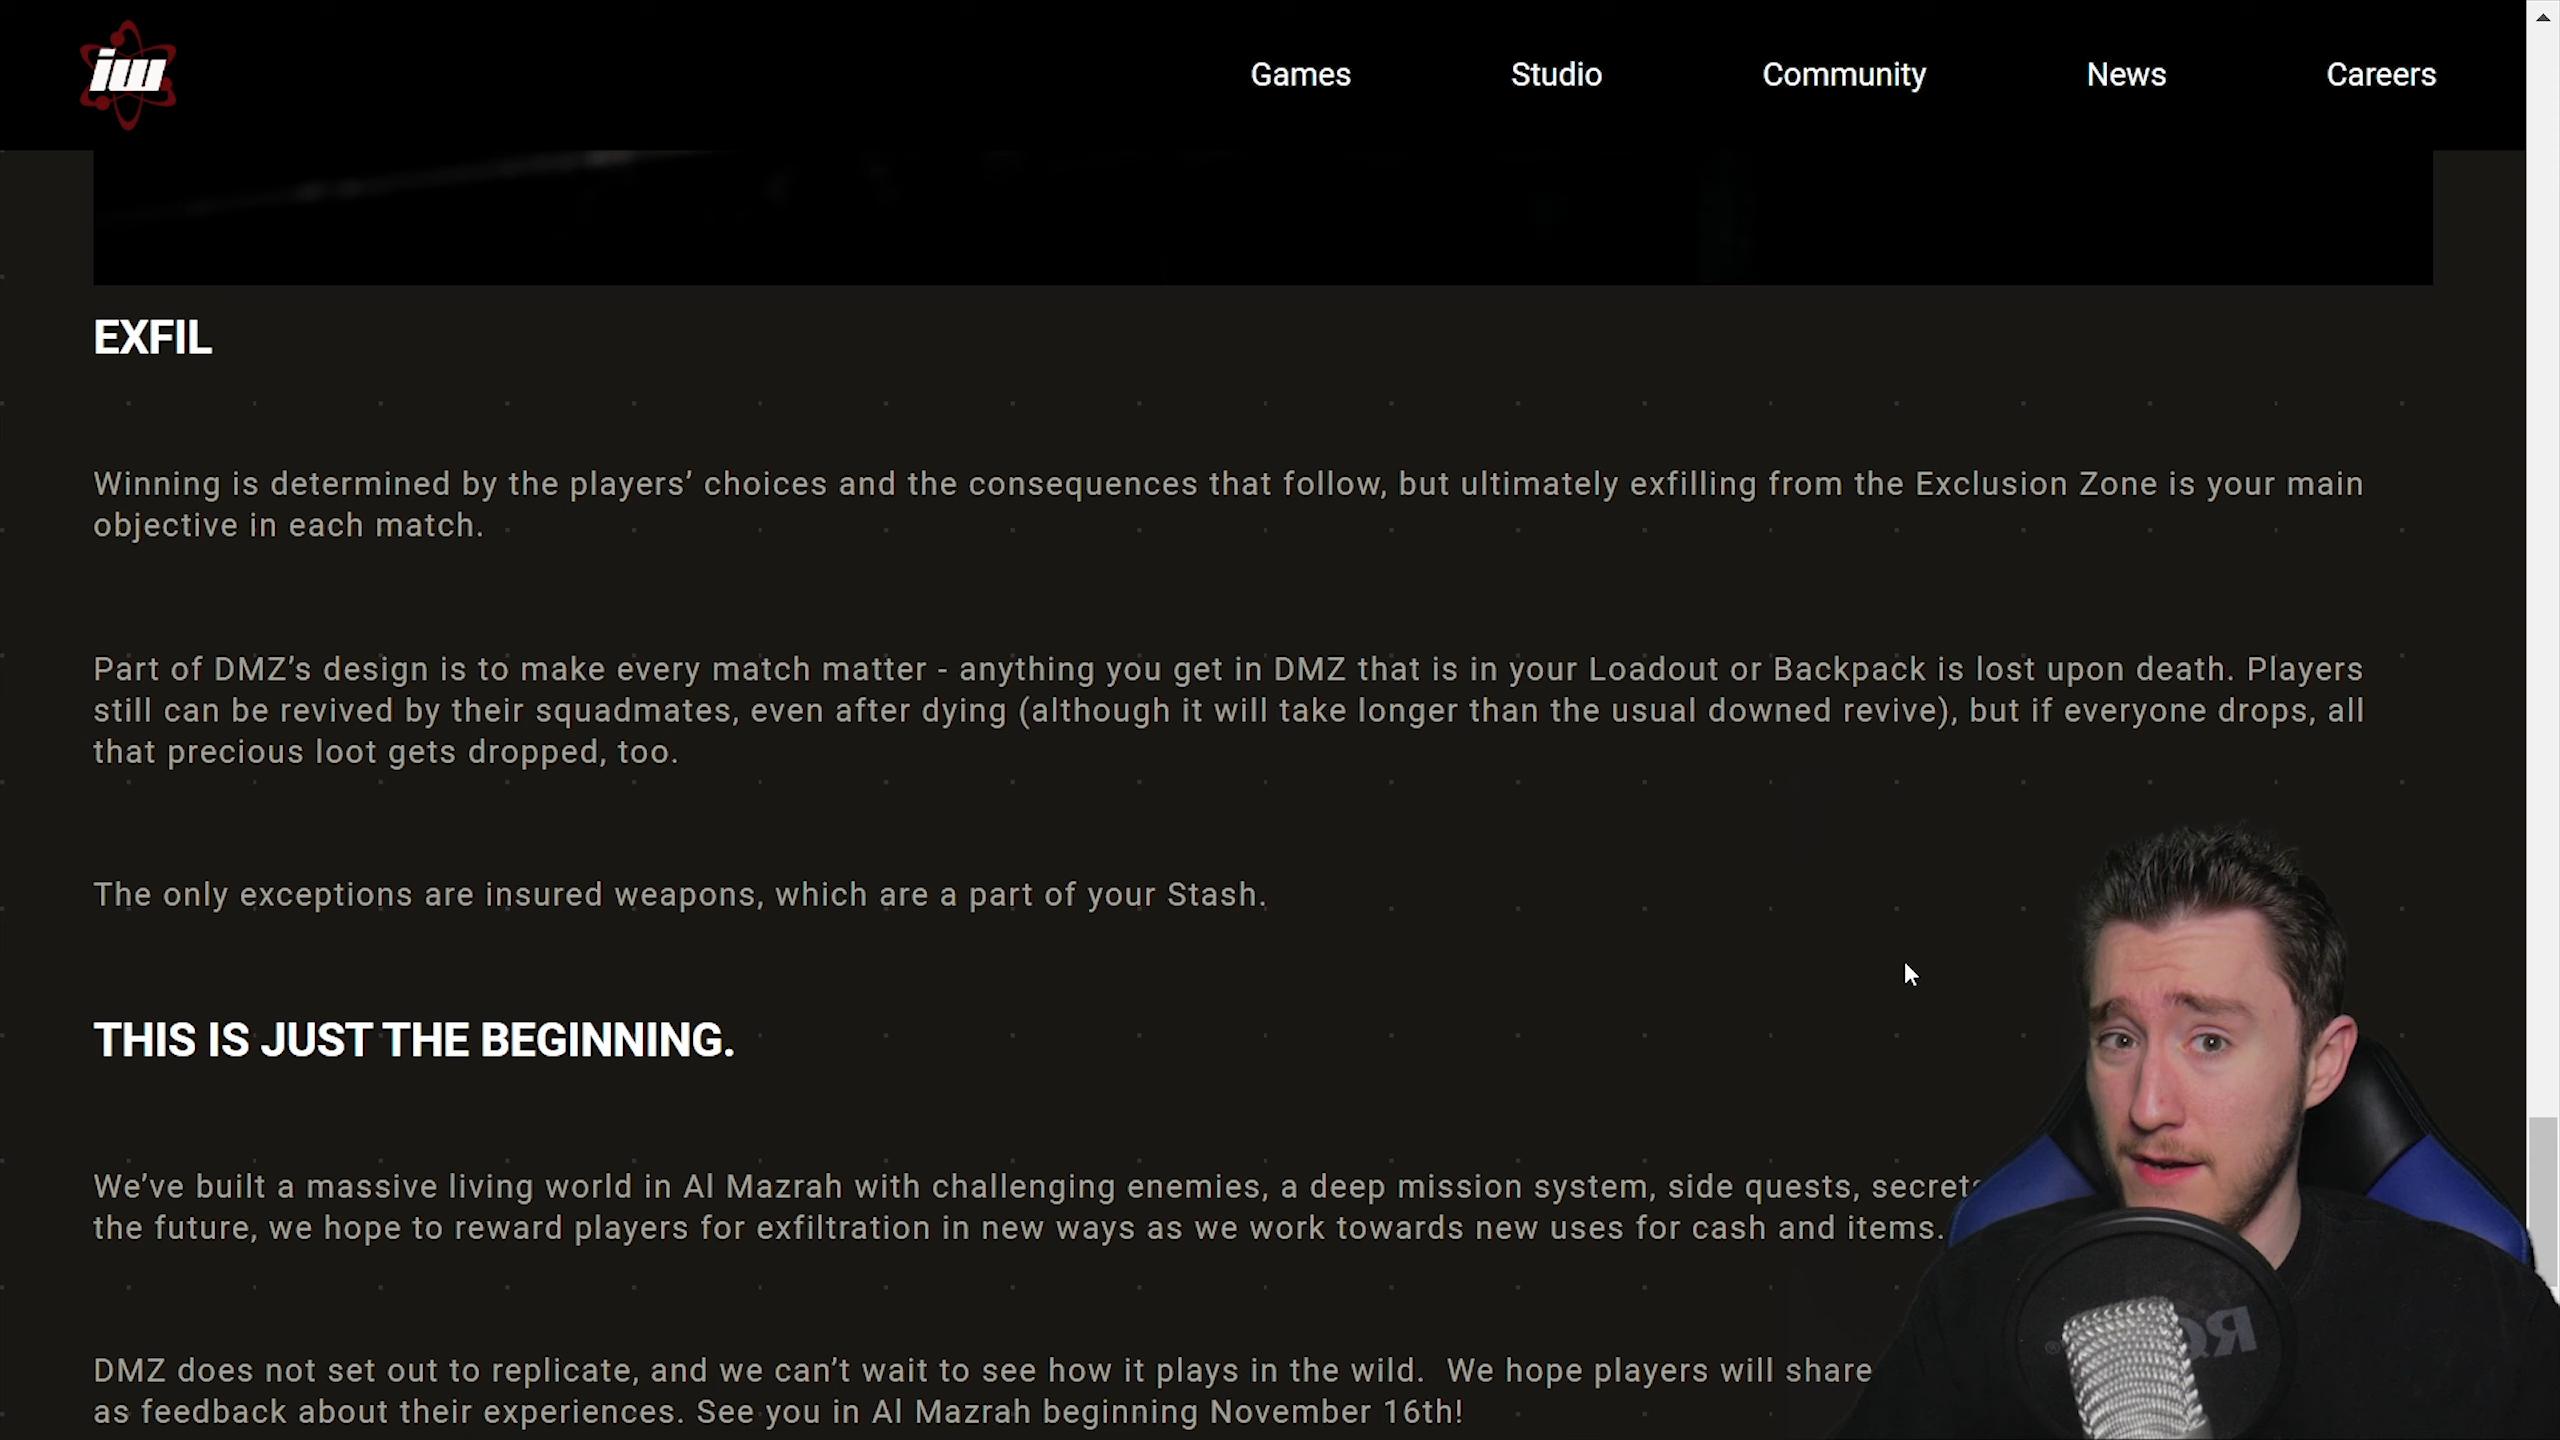 iw
Games Studio Community News Careers
EXFIL
Winning is determined by the players’ choices and the consequences that follow, but ultimately exfilling from the Exclusion Zone is your main
objective in each match.
Part of DMZ’s design is to make every match matter - anything you get in DMZ that is in your Loadout or Backpack is lost upon death. Players
still can be revived by their squadmates, even after dying (although it will take longer than the usual downed revive), but if everyone drops, all
that precious loot gets dropped, too.
The only exceptions are insured weapons, which are a part of your Stash.
THIS IS JUST THE BEGINNING.
We’ve built a massive living world in Al Mazrah with challenging enemies, a deep mission system, side quests, secrets
the future, we hope to reward players for exfiltration in new ways as we work towards new uses for cash and items.
DMZ does not set out to replicate, and we can’t wait to see how it plays in the wild.  We hope players will share
as feedback about their experiences. See you in Al Mazrah beginning November 16th!